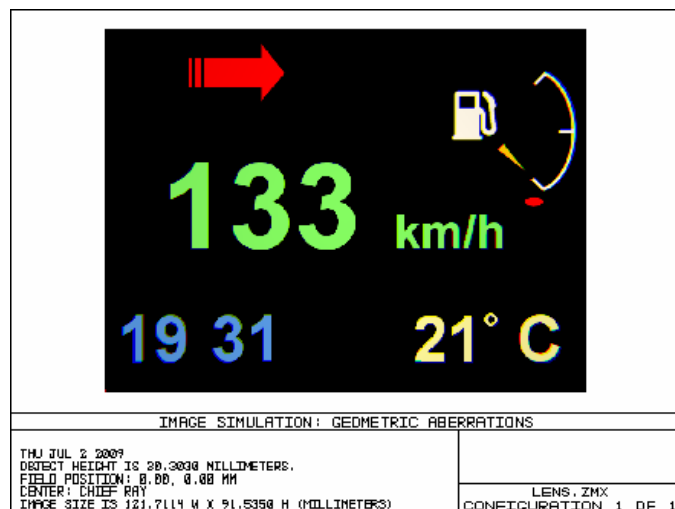 133 km/h
19 31
21° C
IMAGE SIMULATION: GEOMETRIC ABERRATIONS
THU JUL 2 2009
OBJECT HEIGHT IS 20.3030 MILLIMETERS.
FIELD POSITION: 0.00, 0.00 MM
CENTER: CHIEF RAY
IMAGE SIZE IS 121.7114 W X 91.5350 H (MILLIMETERS)
LENS.ZMX
CONFIGURATION 1 OF 1